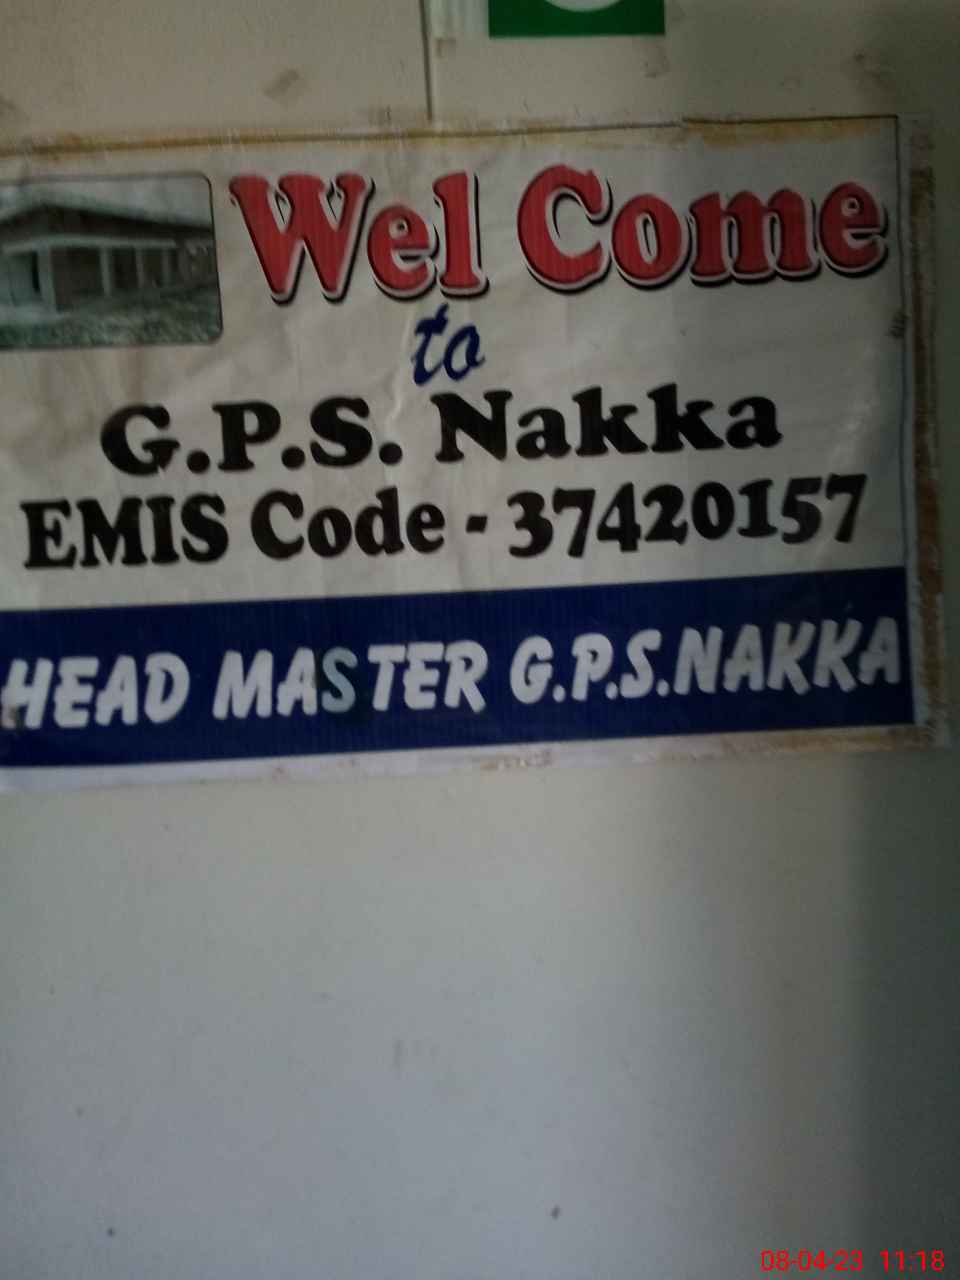 Wel Come
to
G.P.S. Nakka
EMIS Code - 37420157
HEAD MASTER G.P.S.NAKKA
08-04-23 11:18